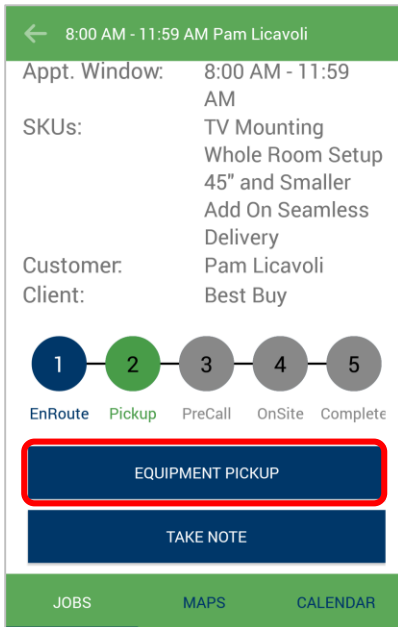 8:00 AM - 11:59 AM Pam Licavoli
Appt. Window: 8:00 AM - 11:59
AM
SKUs: TV Mounting
Whole Room Setup
45" and Smaller
Add On Seamless
Delivery
Customer: Pam Licavoli
Client: Best Buy
1 2 3 4 5
EnRoute Pickup PreCall OnSite Complete
EQUIPMENT PICKUP
TAKE NOTE
JOBS MAPS CALENDAR